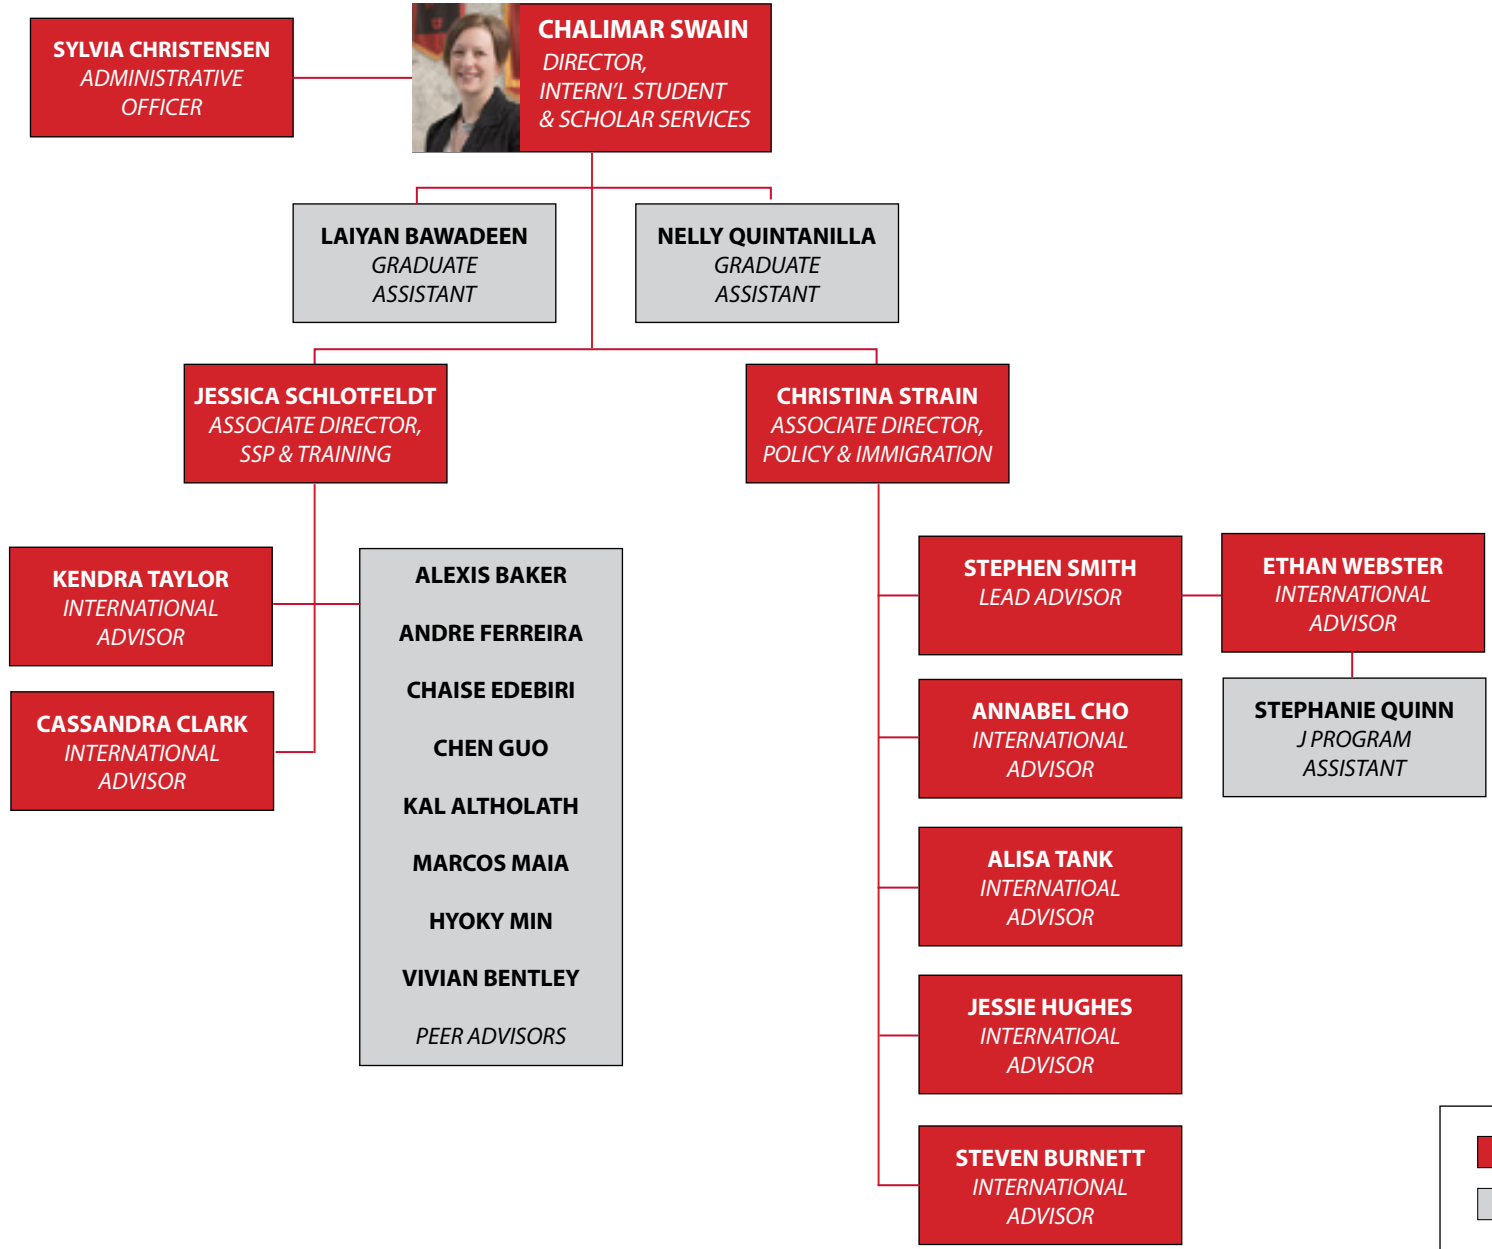 SYLVIA CHRISTENSEN
ADMINISTRATIVE
OFFICER
CHALIMAR SWAIN
DIRECTOR,
INTERN'L STUDENT
& SCHOLAR SERVICES
LAIYAN BAWADEEN
GRADUATE
ASSISTANT
NELLY QUINTANILLA
GRADUATE
ASSISTANT
JESSICA SCHLOTFELDT
ASSOCIATE DIRECTOR,
SSP & TRAINING
CHRISTINA STRAIN
ASSOCIATE DIRECTOR,
POLICY & IMMIGRATION
KENDRA TAYLOR
INTERNATIONAL
ADVISOR
CASSANDRA CLARK
INTERNATIONAL
ADVISOR
ALEXIS BAKER
ANDRE FERREIRA
CHAISE EDEBIRI
CHEN GUO
KAL ALTHOLATH
MARCOS MAIA
HYOKY MIN
VIVIAN BENTLEY
PEER ADVISORS
STEPHEN SMITH
LEAD ADVISOR
ETHAN WEBSTER
INTERNATIONAL
ADVISOR
STEPHANIE QUINN
J PROGRAM
ASSISTANT
ANNABEL CHO
INTERNATIONAL
ADVISOR
ALISA TANK
INTERNATIOAL
ADVISOR
JESSIE HUGHES
INTERNATIOAL
ADVISOR
STEVEN BURNETT
INTERNATIONAL
ADVISOR